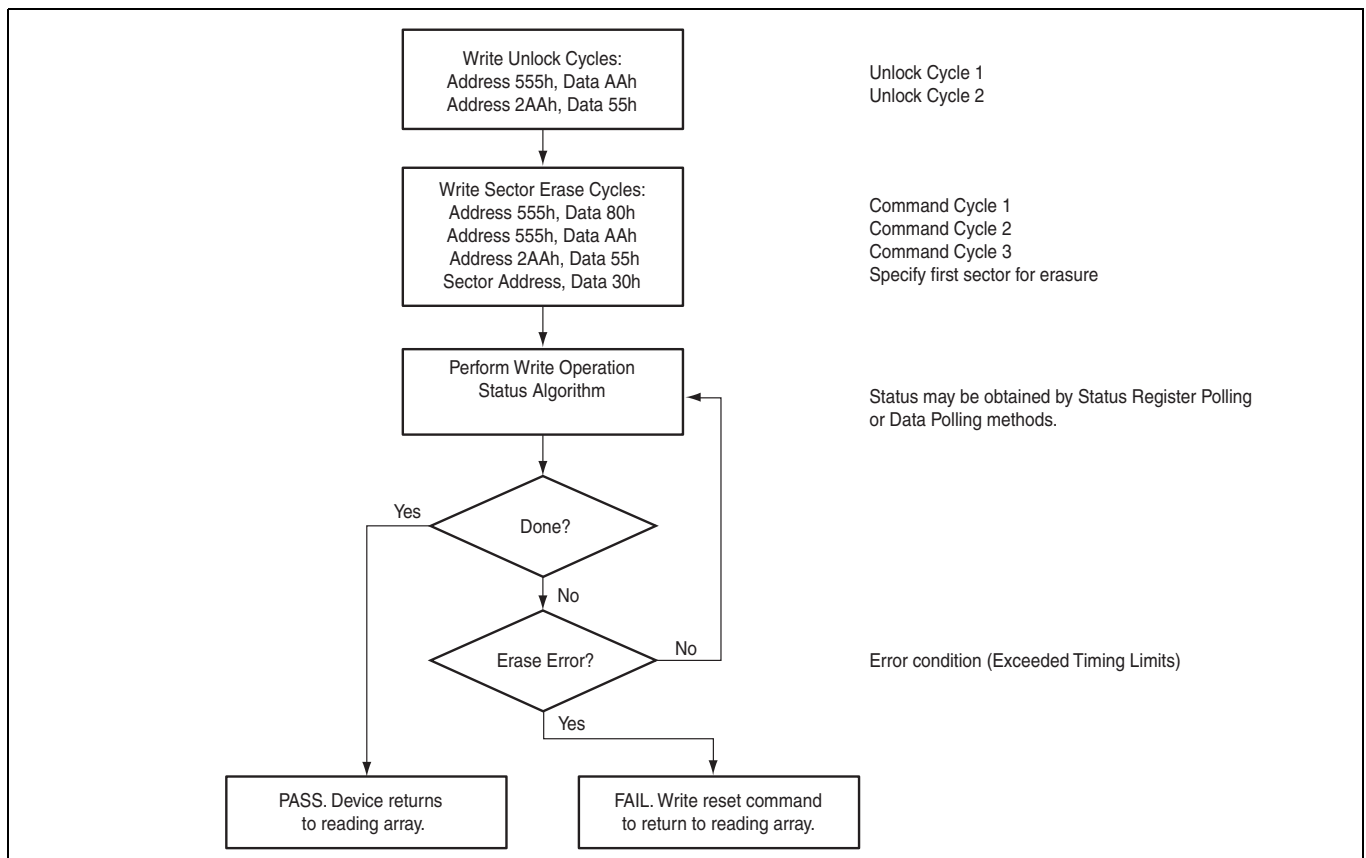 Write Unlock Cycles:
Address 555h, Data AAh
Address 2AAh, Data 55h
Unlock Cycle 1
Unlock Cycle 2
Write Sector Erase Cycles:
Address 555h, Data 80h
Address 555h, Data AAh
Address 2AAh, Data 55h
Sector Address, Data 30h
Command Cycle 1
Command Cycle 2
Command Cycle 3
Specify first sector for erasure
Perform Write Operation
Status Algorithm
Status may be obtained by Status Register Polling
or Data Polling methods.
Yes
Done?
No
Erase Error?
No
Error condition (Exceeded Timing Limits)
Yes
PASS. Device returns
to reading array.
FAIL. Write reset command
to return to reading array.